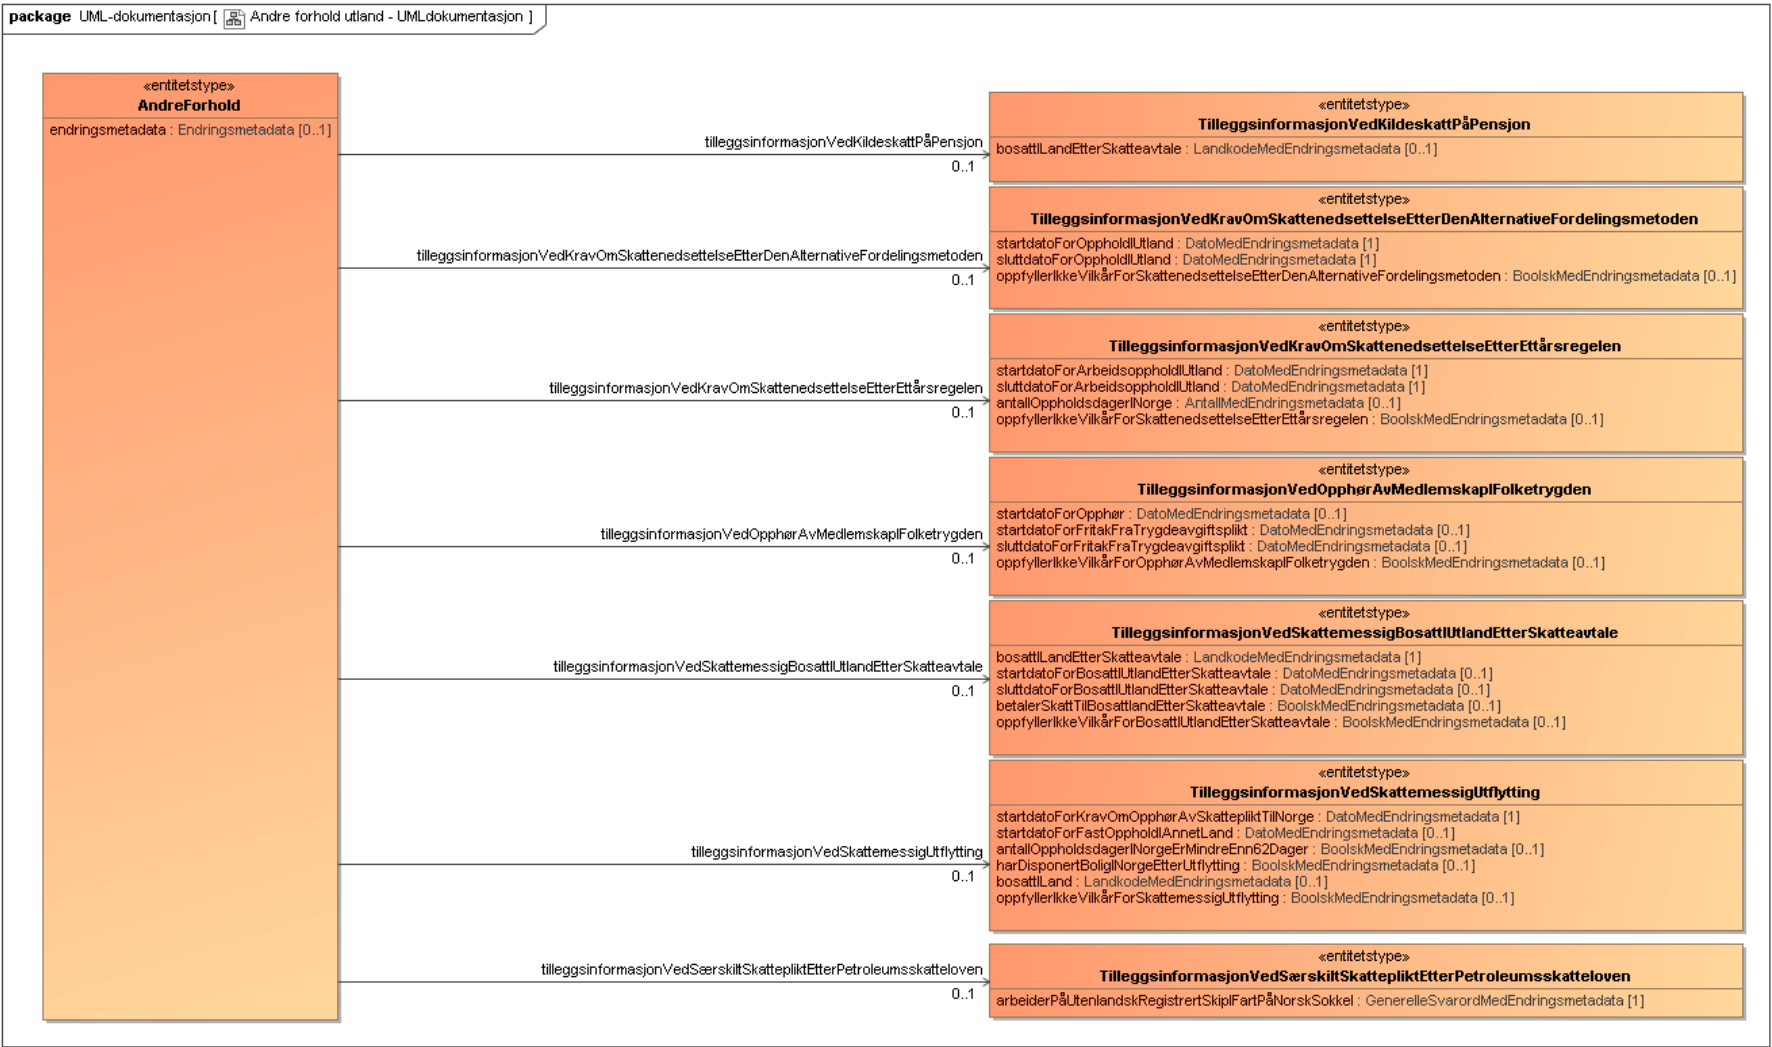 package UML-dokumentasjon [ Andre forhold utland - UMLdokumentasjon ]
«entitetstype»
AndreForhold
endringsmetadata : Endringsmetadata [0..1]
tilleggsinformasjonVedKildeskattPåPensjon
0..1
«entitetstype»
TilleggsinformasjonVedKildeskattPåPensjon
bosattILandEtterSkatteavtale : LandkodeMedEndringsmetadata [0..1]
tilleggsinformasjonVedKravOmSkattenedsettelseEtterDenAlternativeFordelingsmetoden
0..1
«entitetstype»
TilleggsinformasjonVedKravOmSkattenedsettelseEtterDenAlternativeFordelingsmetoden
startdatoForOppholdIUtland : DatoMedEndringsmetadata [1]
sluttdatoForOppholdIUtland : DatoMedEndringsmetadata [1]
oppfyllerIkkeVilkårForSkattenedsettelseEtterDenAlternativeFordelingsmetoden : BoolskMedEndringsmetadata [0..1]
tilleggsinformasjonVedKravOmSkattenedsettelseEtterEttårsregelen
0..1
«entitetstype»
TilleggsinformasjonVedKravOmSkattenedsettelseEtterEttårsregelen
startdatoForArbeidsoppholdIUtland : DatoMedEndringsmetadata [1]
sluttdatoForArbeidsoppholdIUtland : DatoMedEndringsmetadata [1]
antallOppholdsdagerINorge : AntallMedEndringsmetadata [0..1]
oppfyllerIkkeVilkårForSkattenedsettelseEtterEttårsregelen : BoolskMedEndringsmetadata [0..1]
tilleggsinformasjonVedOpphørAvMedlemskapIFolketrygden
0..1
«entitetstype»
TilleggsinformasjonVedOpphørAvMedlemskapIFolketrygden
startdatoForOpphør : DatoMedEndringsmetadata [0..1]
startdatoForFritakFraTrygdeavgiftsplikt : DatoMedEndringsmetadata [0..1]
sluttdatoForFritakFraTrygdeavgiftsplikt : DatoMedEndringsmetadata [0..1]
oppfyllerIkkeVilkårForOpphørAvMedlemskapIFolketrygden : BoolskMedEndringsmetadata [0..1]
tilleggsinformasjonVedSkattemessigBosattIUtlandEtterSkatteavtale
0..1
«entitetstype»
TilleggsinformasjonVedSkattemessigBosattIUtlandEtterSkatteavtale
bosattILandEtterSkatteavtale : LandkodeMedEndringsmetadata [1]
startdatoForBosattIUtlandEtterSkatteavtale : DatoMedEndringsmetadata [0..1]
sluttdatoForBosattIUtlandEtterSkatteavtale : DatoMedEndringsmetadata [0..1]
betalerSkattTilBosattlandEtterSkatteavtale : BoolskMedEndringsmetadata [0..1]
oppfyllerIkkeVilkårForBosattIUtlandEtterSkatteavtale : BoolskMedEndringsmetadata [0..1]
tilleggsinformasjonVedSkattemessigUtflytting
0..1
«entitetstype»
TilleggsinformasjonVedSkattemessigUtflytting
startdatoForKravOmOpphørAvSkattepliktTilNorge : DatoMedEndringsmetadata [1]
startdatoForFastOppholdIAnnetLand : DatoMedEndringsmetadata [0..1]
antallOppholdsdagerINorgeErMindreEnn62Dager : BoolskMedEndringsmetadata [0..1]
harDisponertBoligINorgeEtterUtflytting : BoolskMedEndringsmetadata [0..1]
bosattILand : LandkodeMedEndringsmetadata [0..1]
oppfyllerIkkeVilkårForSkattemessigUtflytting : BoolskMedEndringsmetadata [0..1]
tilleggsinformasjonVedSærskiltSkattepliktEtterPetroleumsskatteloven
0..1
«entitetstype»
TilleggsinformasjonVedSærskiltSkattepliktEtterPetroleumsskatteloven
arbeiderPåUtenlandskRegistrertSkipIFartPåNorskSokkel : GenerelleSvarordMedEndringsmetadata [1]